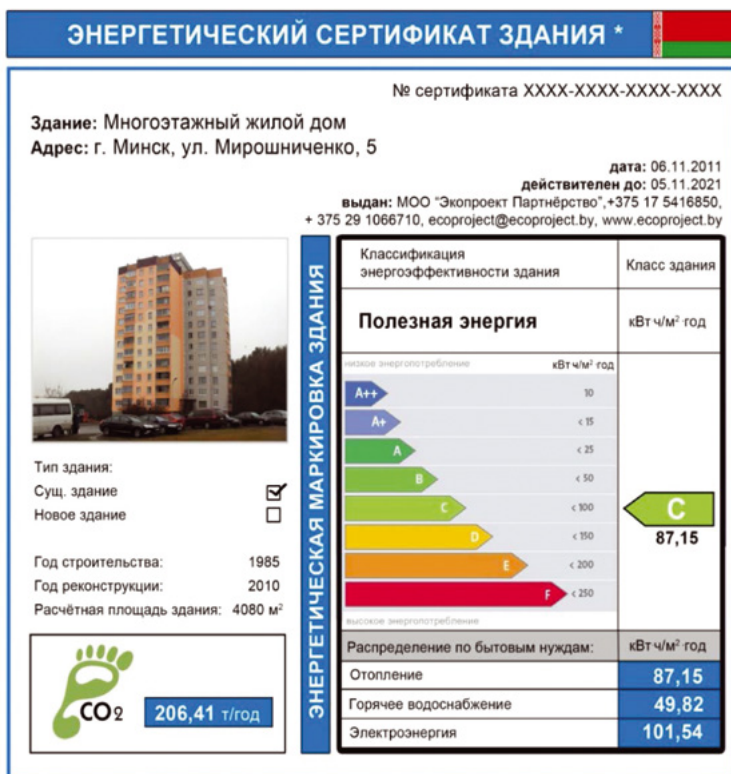 ЭНЕРГЕТИЧЕСКИЙ СЕРТИФИКАТ ЗДАНИЯ *
№ сертификата XXXX-XXXX-XXXX-XXXX
Здание: Многоэтажный жилой дом
Адрес: г. Минск, ул. Мирошниченко, 5
дата: 06.11.2011
действителен до: 05.11.2021
выдан: МОО "Экопроект Партнёрство",+375 17 5416850,
+ 375 29 1066710, ecoproject@ecoproject.by, www.ecoproject.by
Тип здания:
Сущ. здание
Новое здание
Год строительства: 1985
Год реконструкции: 2010
Расчётная площадь здания: 4080 м²
CO2 206,41 т/год
ЭНЕРГЕТИЧЕСКАЯ МАРКИРОВКА ЗДАНИЯ
Классификация
энергоэффективности здания
Класс здания
Полезная энергия кВт·ч/м²·год
низкое энергопотребление кВт·ч/м² год
A++ 10
A+ < 15
A < 25
B < 50
C < 100
D < 150
E < 200
F < 250
C
87,15
высокое энергопотребление
Распределение по бытовым нуждам: кВт·ч/м²·год
Отопление 87,15
Горячее водоснабжение 49,82
Электроэнергия 101,54